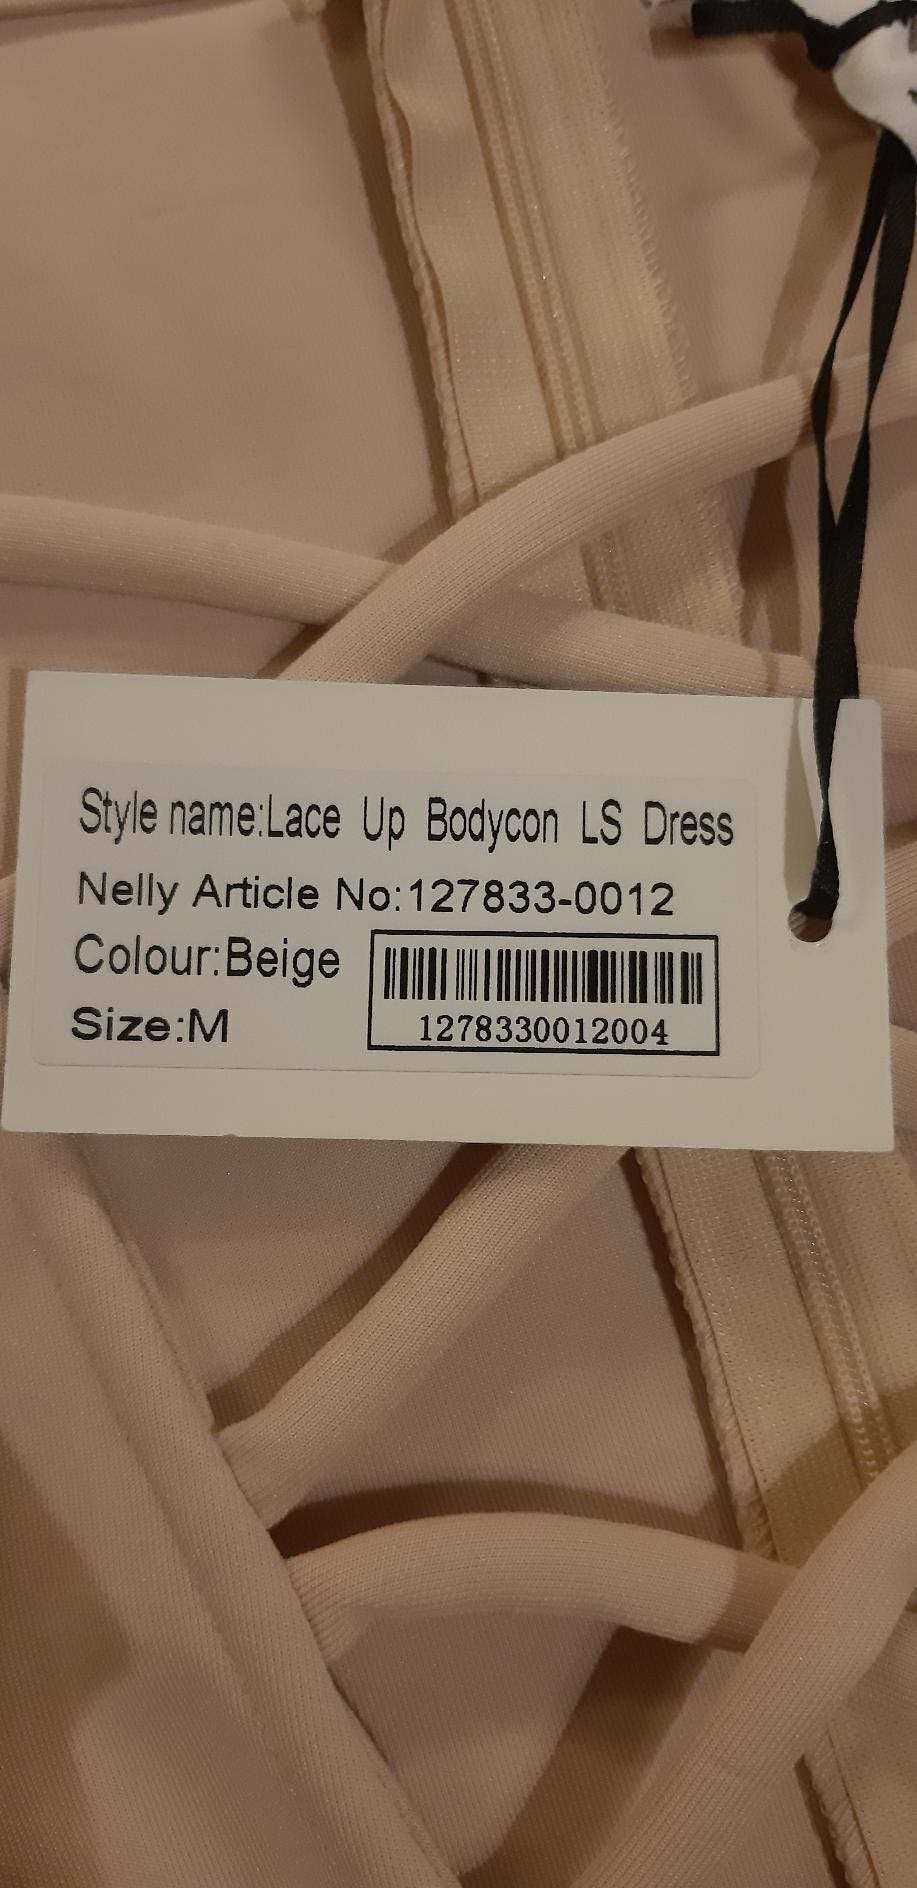 Style name:Lace Up Bodycon LS Dress
Nelly Article No:127833-0012
Colour:Beige
Size:M
1278330012004